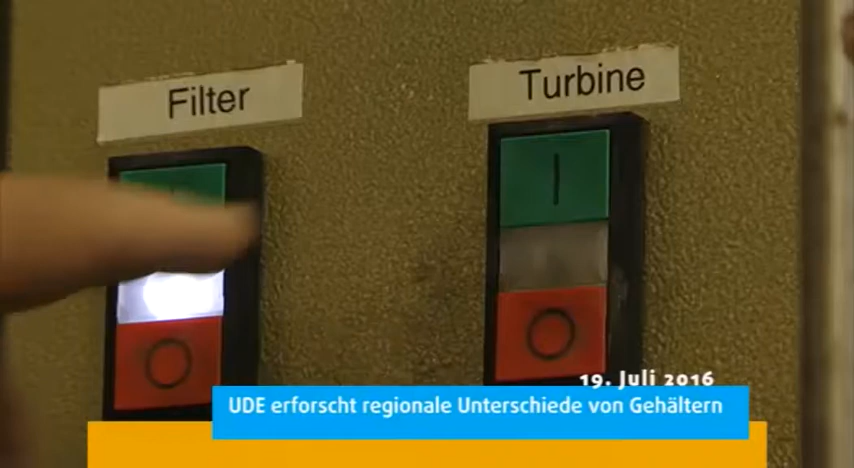 Filter
Turbine
19. Juli 2016
UDE erforscht regionale Unterschiede von Gehältern